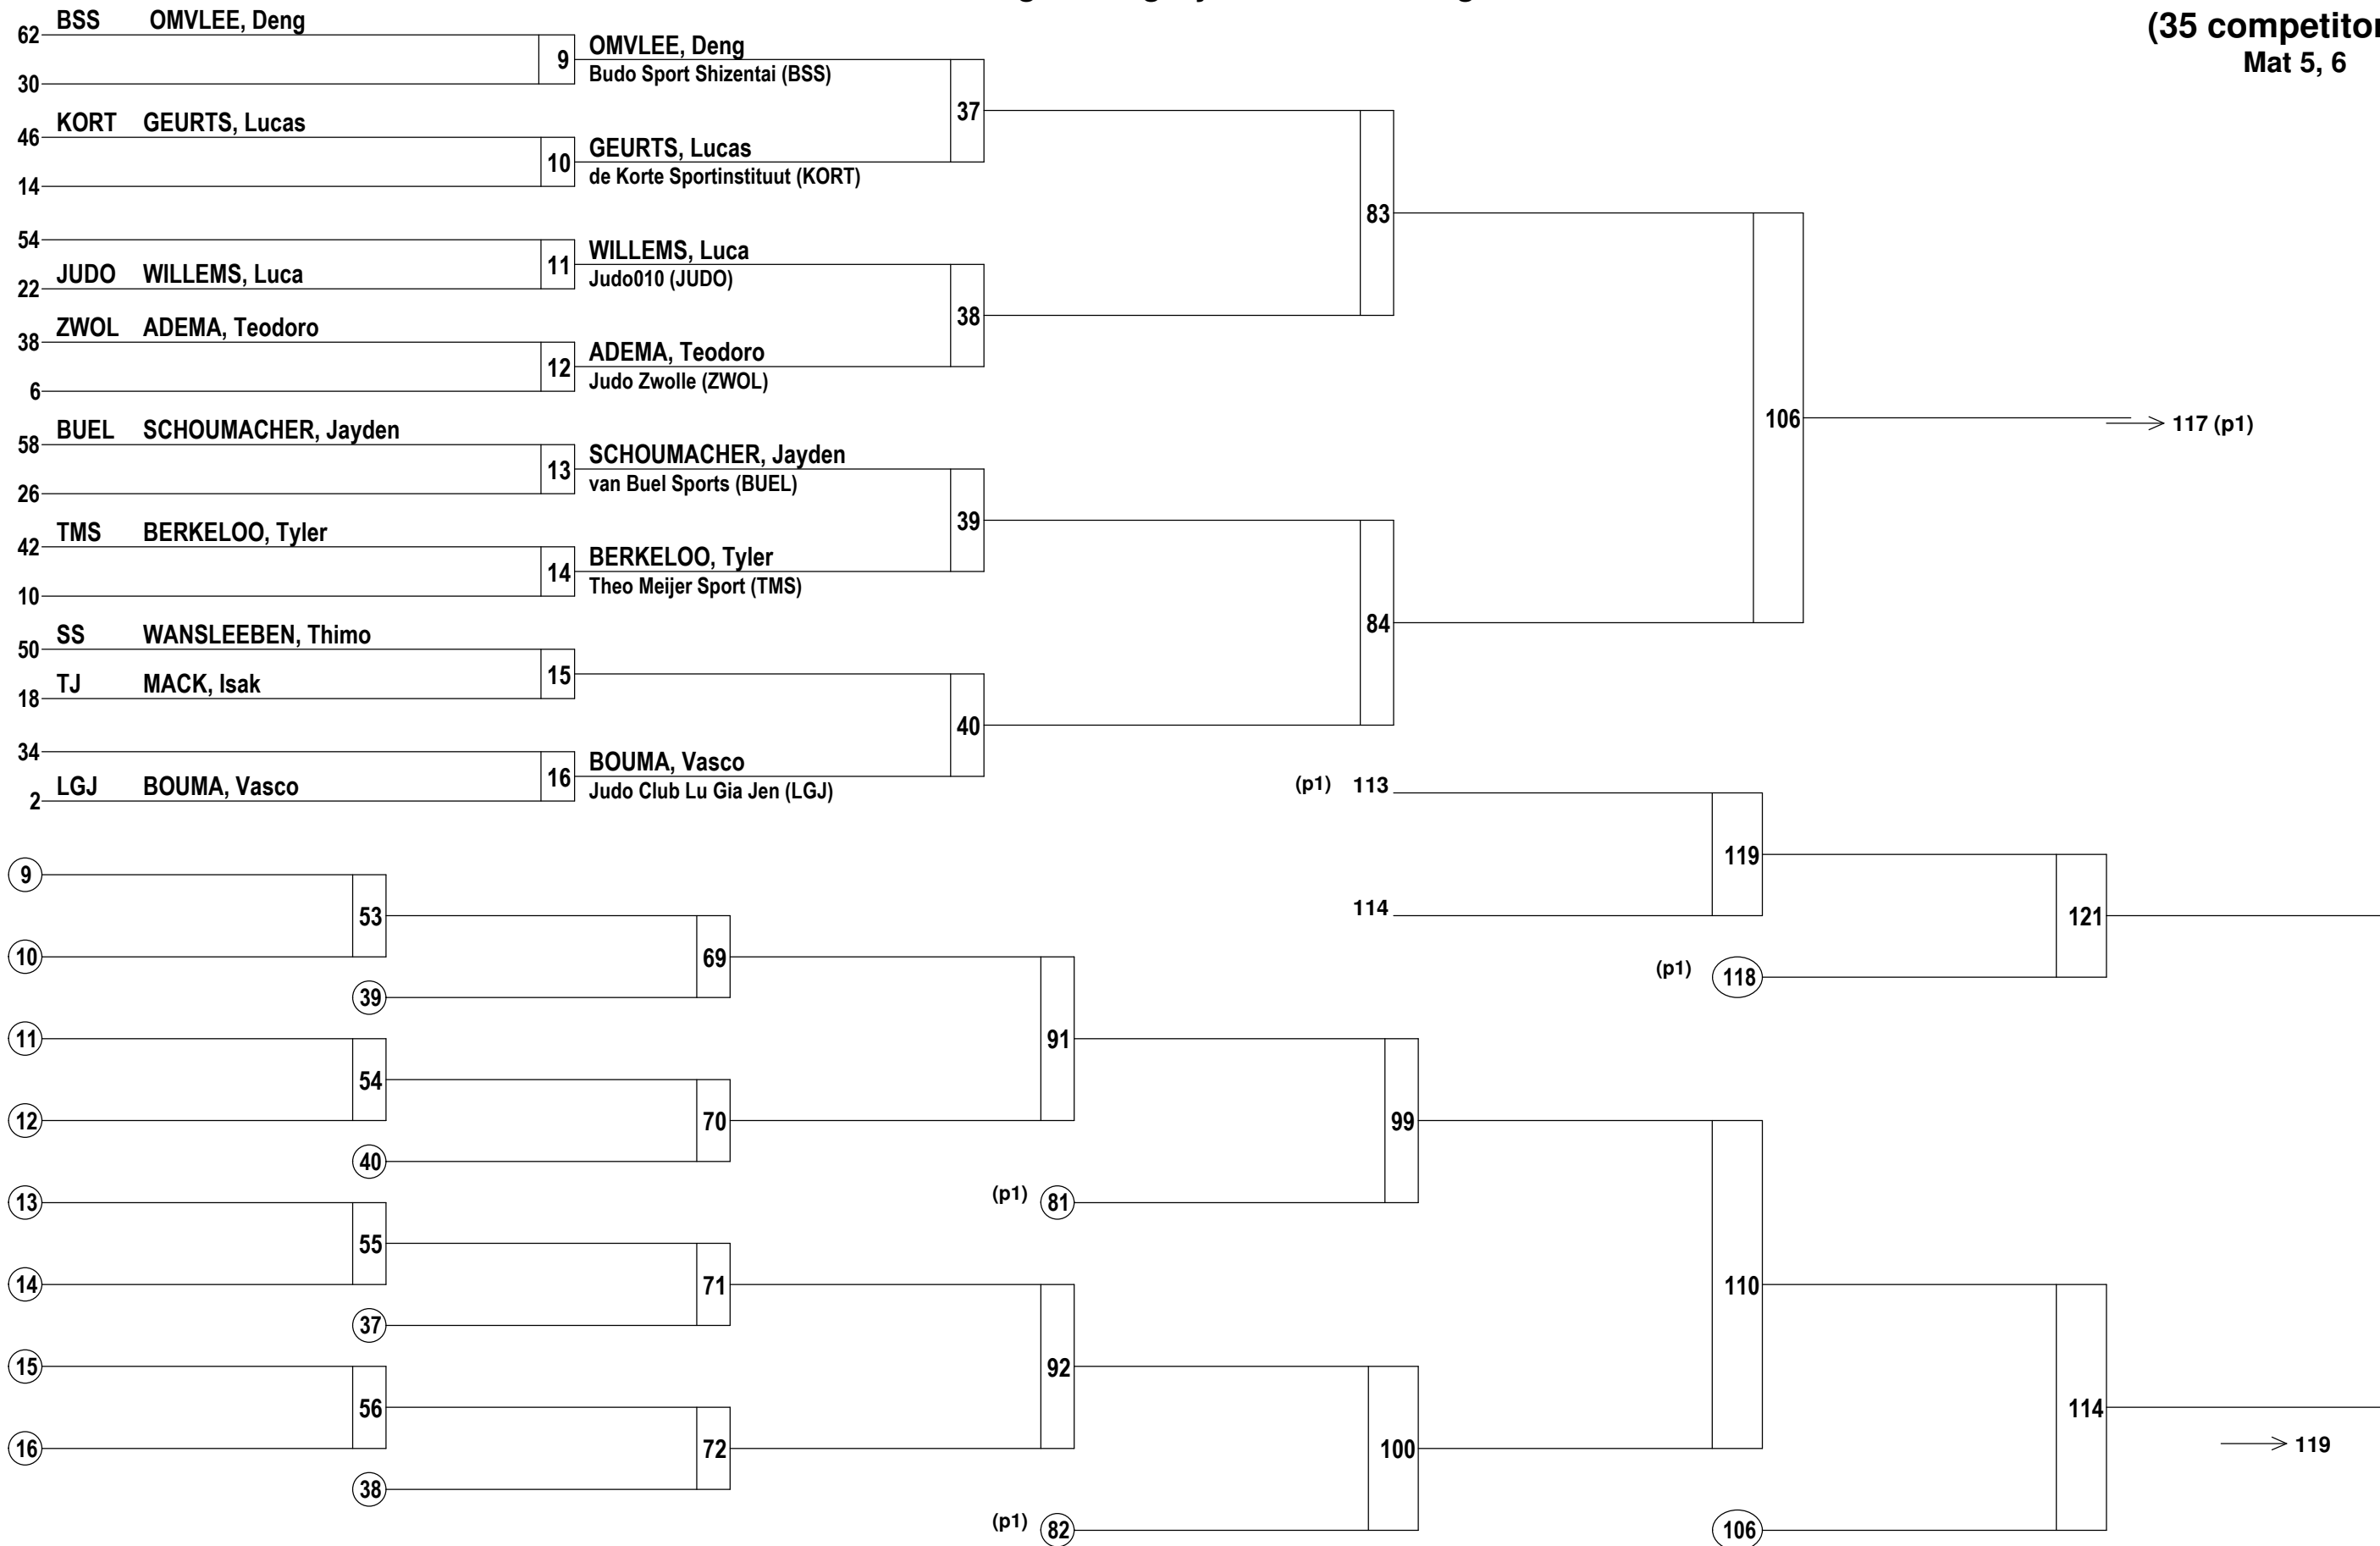 (35 competitor
Mat 5, 6
62 BSS OMVLEE, Deng
30
9 OMVLEE, Deng
Budo Sport Shizentai (BSS)
46 KORT GEURTS, Lucas
14
10 GEURTS, Lucas
de Korte Sportinstituut (KORT)
37
54
22 JUDO WILLEMS, Luca
11 WILLEMS, Luca
Judo010 (JUDO)
38 ZWOL ADEMA, Teodoro
6
12 ADEMA, Teodoro
Judo Zwolle (ZWOL)
38
83
58 BUEL SCHOUMACHER, Jayden
26
13 SCHOUMACHER, Jayden
van Buel Sports (BUEL)
42 TMS BERKELOO, Tyler
10
14 BERKELOO, Tyler
Theo Meijer Sport (TMS)
39
50 SS WANSLEEBEN, Thimo
18 TJ MACK, Isak
15
34
2 LGJ BOUMA, Vasco
16 BOUMA, Vasco
Judo Club Lu Gia Jen (LGJ)
40
84
106
117 (p1)
(p1) 113
114
119
(p1) 118
121
9
10
53
39
69
11
12
54
40
70
91
(p1) 81
99
13
14
55
37
71
15
16
56
38
72
92
(p1) 82
100
110
106
114
119